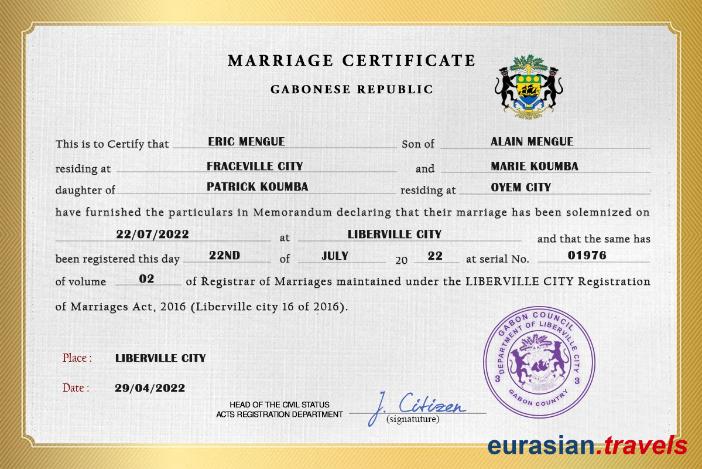 MARRIAGE CERTIFICATE
GABONESE REPUBLIC
This is to Certify that ERIC MENGUE Son of ALAIN MENGUE
residing at FRACEVILLE CITY and MARIE KOUMBA
daughter of PATRICK KOUMBA residing at OYEM CITY
have furnished the particulars in Memorandum declaring that their marriage has been solemnized on
22/07/2022 at LIBERVILLE CITY and that the same has
been registered this day 22ND of JULY 20 22 at serial No. 01976
of volume 02 of Registrar of Marriages maintained under the LIBERVILLE CITY Registration
of Marriages Act, 2016 (Liberville city 16 of 2016).
Place : LIBERVILLE CITY
Date : 29/04/2022
HEAD OF THE CIVIL STATUS
ACTS REGISTRATION DEPARTMENT
J. Citizen
(signatuture)
GABON COUNCIL
DEPARTMENT OF LIBERVILLE CITY
GABON COUNTRY
eurasian.travels